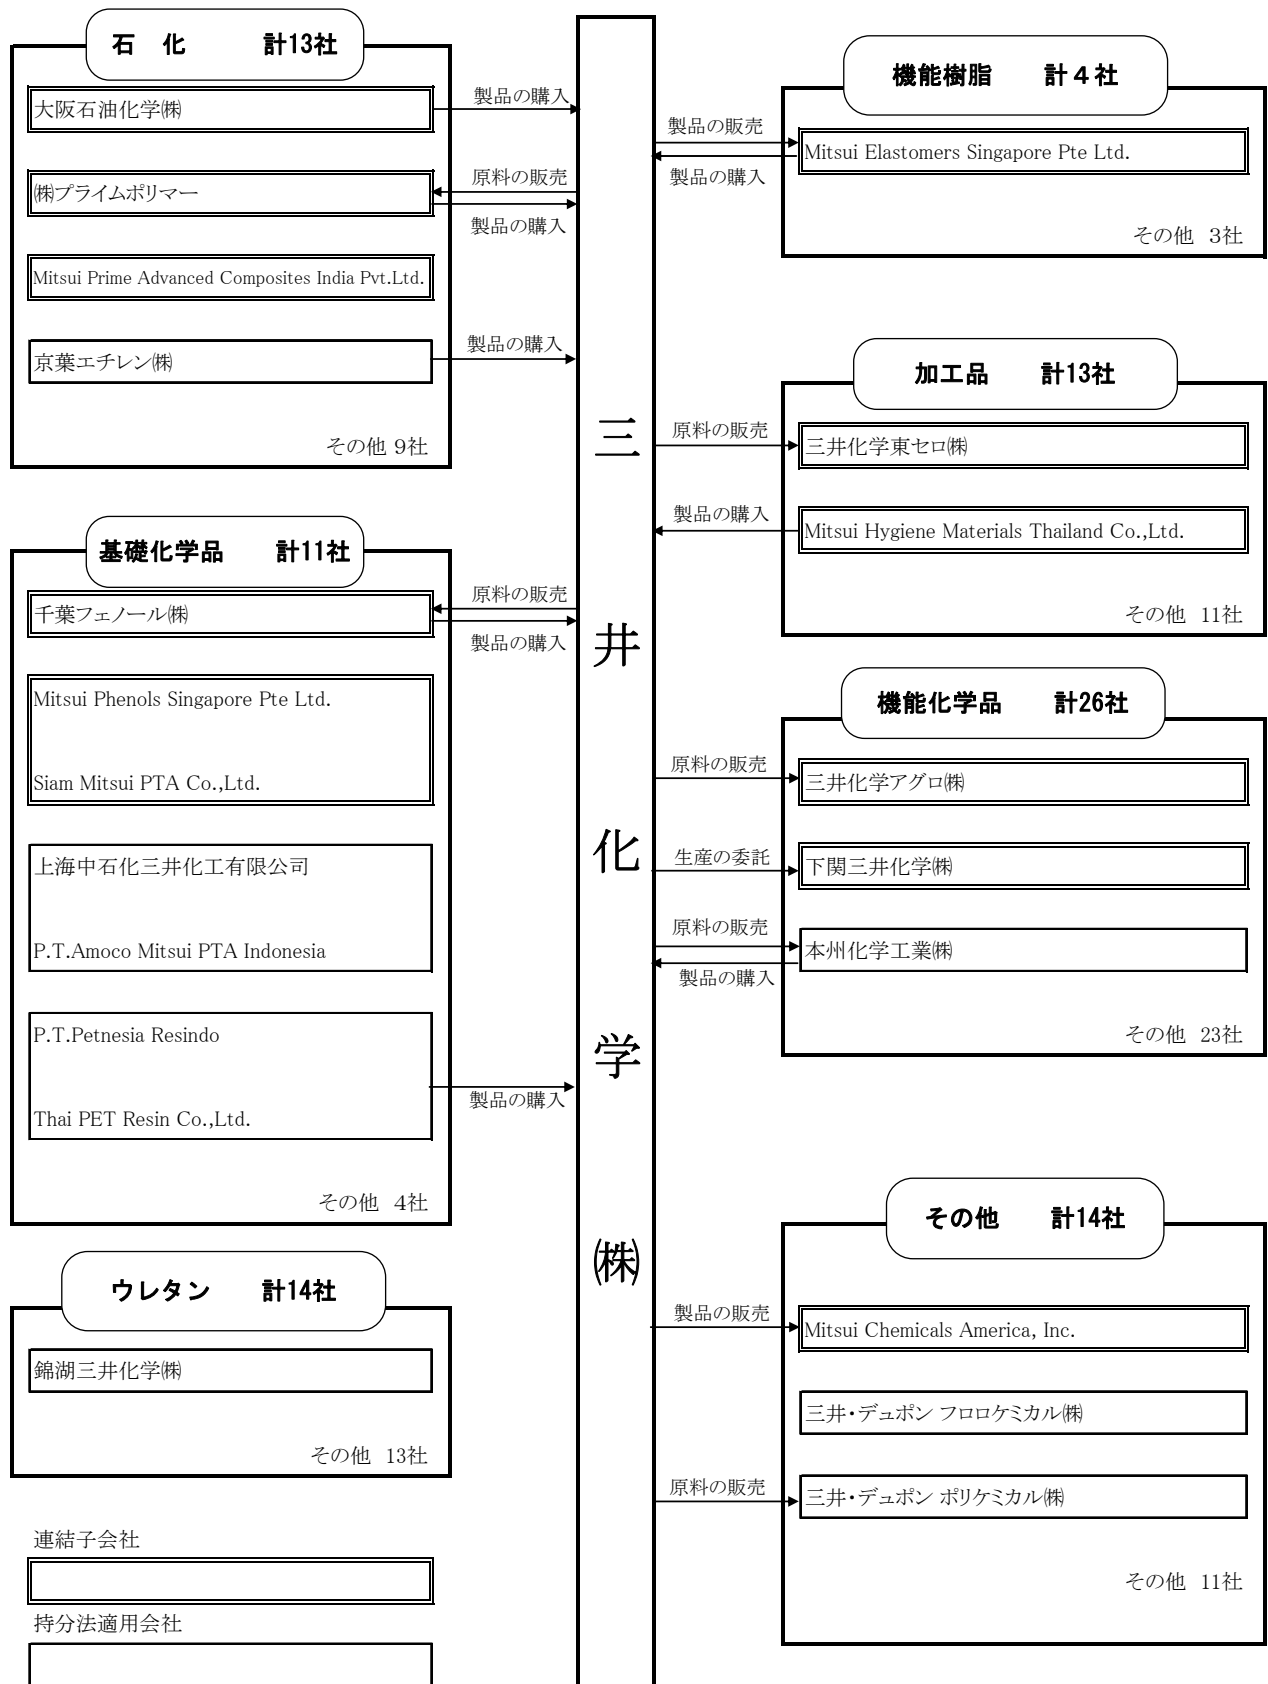 石　化　　　計13社
大阪石油化学㈱
製品の購入
㈱プライムポリマー
原料の販売
製品の購入
Mitsui Prime Advanced Composites India Pvt.Ltd.
京葉エチレン㈱
製品の購入
その他 9社
基礎化学品　　計11社
千葉フェノール㈱
原料の販売
製品の購入
Mitsui Phenols Singapore Pte Ltd.
Siam Mitsui PTA Co.,Ltd.
上海中石化三井化工有限公司
P.T.Amoco Mitsui PTA Indonesia
P.T.Petnesia Resindo
Thai PET Resin Co.,Ltd.
製品の購入
その他 4社
ウレタン　　計14社
錦湖三井化学㈱
その他 13社
連結子会社
持分法適用会社
三井化学㈱
機能樹脂　　計４社
製品の販売
Mitsui Elastomers Singapore Pte Ltd.
製品の購入
その他 3社
加工品　　計13社
原料の販売
三井化学東セロ㈱
製品の購入
Mitsui Hygiene Materials Thailand Co.,Ltd.
その他 11社
機能化学品　　計26社
原料の販売
三井化学アグロ㈱
生産の委託
下関三井化学㈱
原料の販売
本州化学工業㈱
製品の購入
その他 23社
その他　　計14社
製品の販売
Mitsui Chemicals America, Inc.
三井・デュポン フロロケミカル㈱
原料の販売
三井・デュポン ポリケミカル㈱
その他 11社